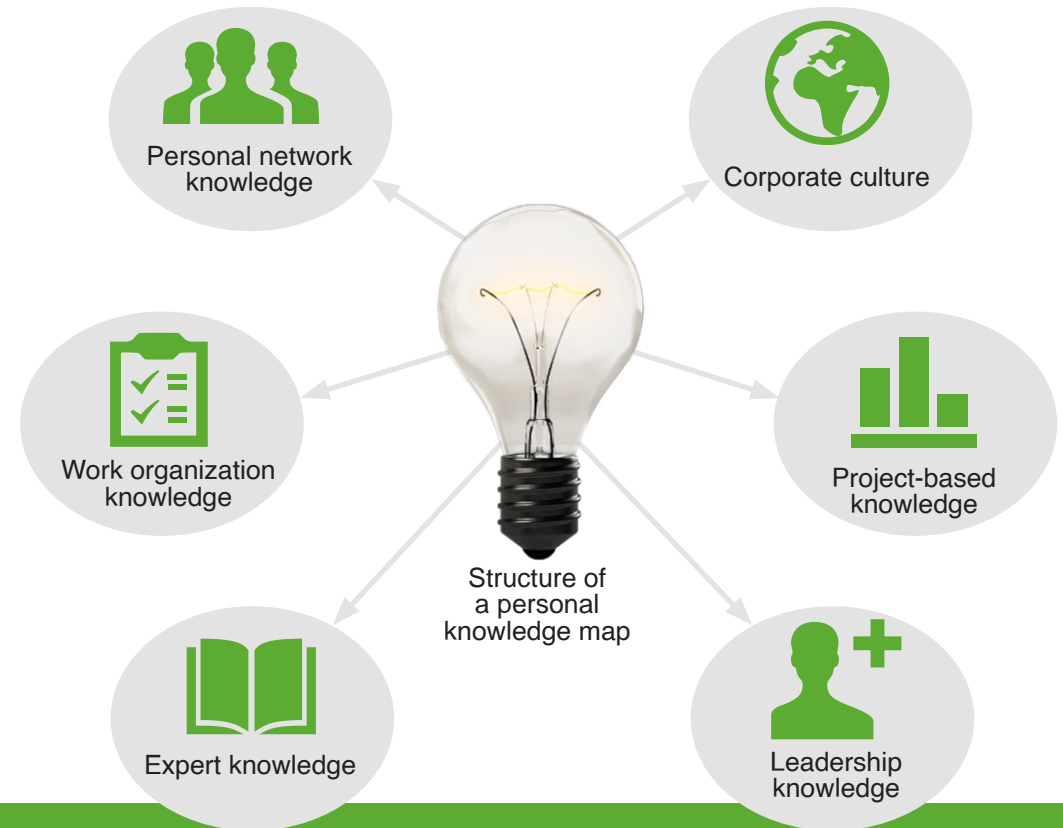 Personal network
knowledge
Corporate culture
Work organization
knowledge
Project-based
knowledge
Structure of
a personal
knowledge map
Expert knowledge
Leadership
knowledge